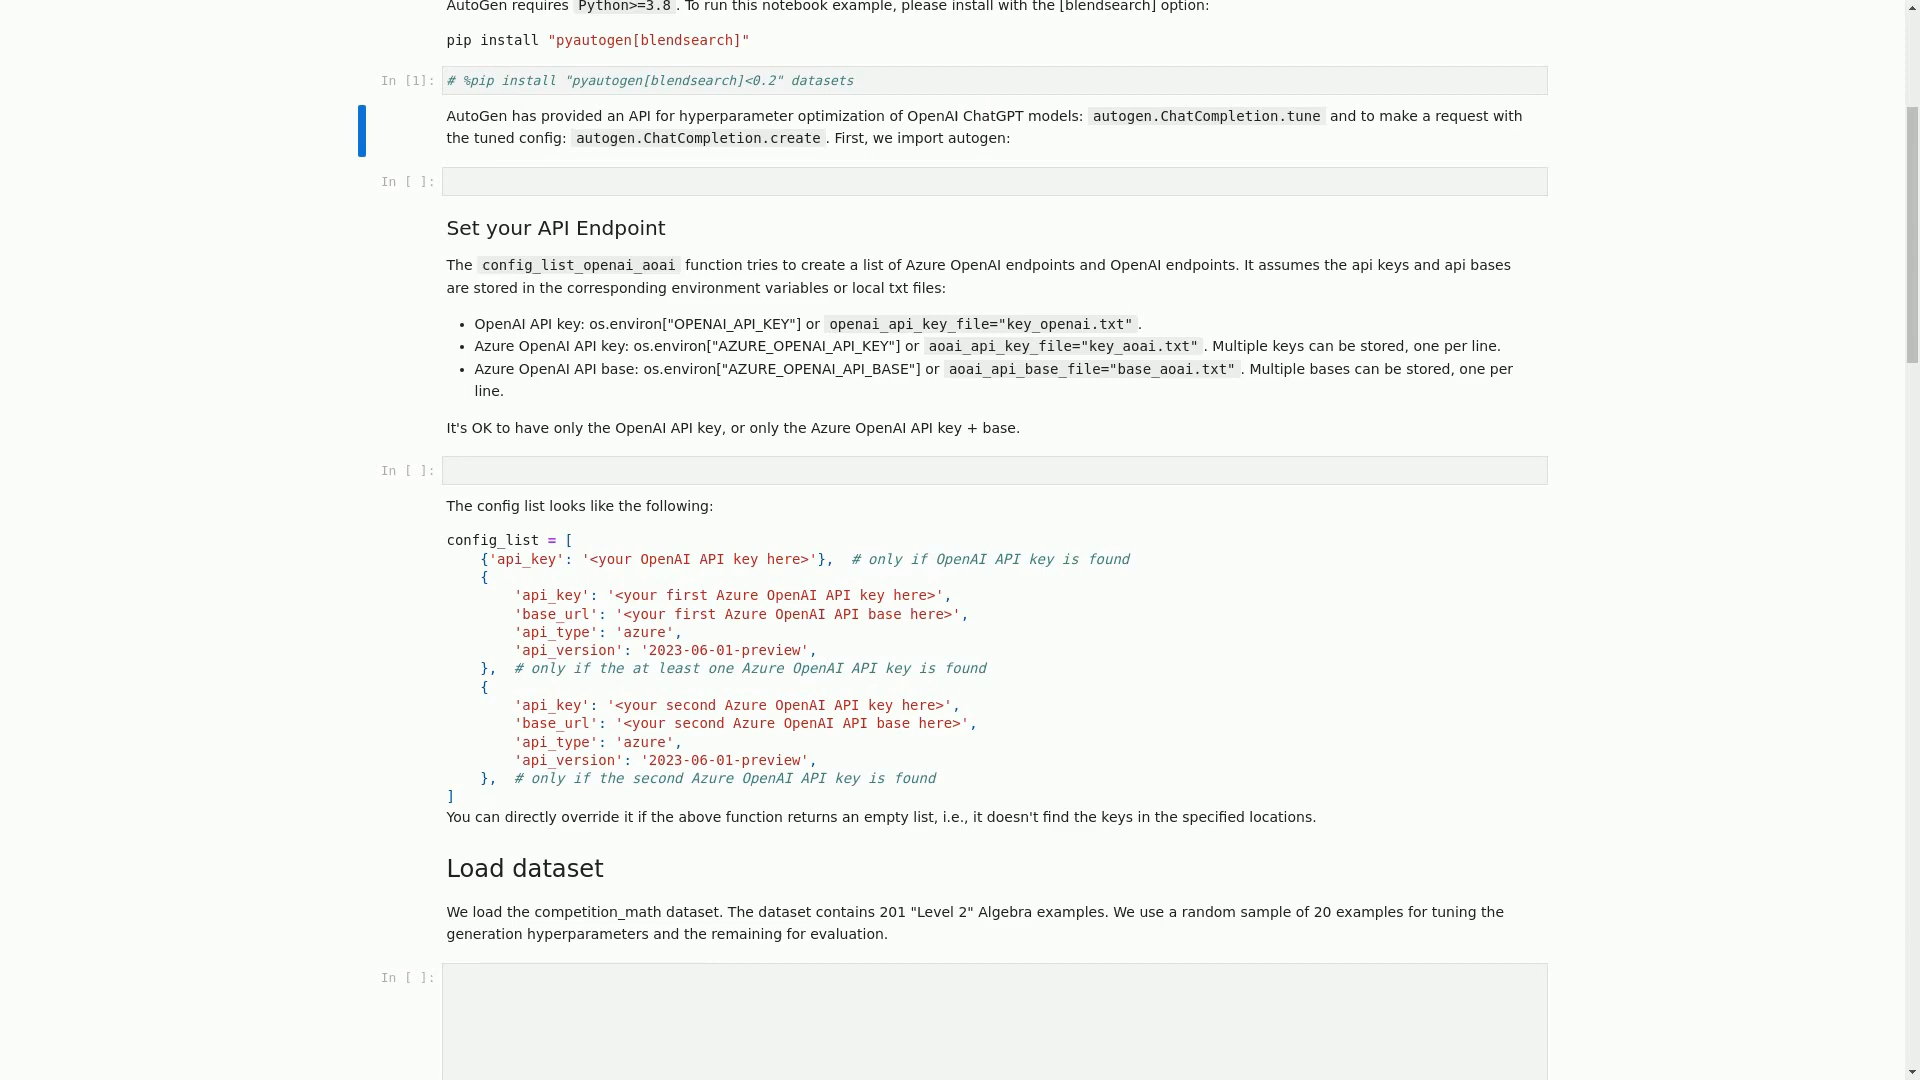 AutoGen requires Python>=3.8. To run this notebook example, please install with the [blendsearch] option:
pip install "pyautogen[blendsearch]"
In [1]: # %pip install "pyautogen[blendsearch]<0.2" datasets
AutoGen has provided an API for hyperparameter optimization of OpenAI ChatGPT models: autogen.ChatCompletion.tune and to make a request with
the tuned config: autogen.ChatCompletion.create. First, we import autogen:
In [ ]:
Set your API Endpoint
The config_list_openai_aoai function tries to create a list of Azure OpenAI endpoints and OpenAI endpoints. It assumes the api keys and api bases
are stored in the corresponding environment variables or local txt files:
• OpenAI API key: os.environ["OPENAI_API_KEY"] or openai_api_key_file="key_openai.txt".
• Azure OpenAI API key: os.environ["AZURE_OPENAI_API_KEY"] or aoai_api_key_file="key_aoai.txt". Multiple keys can be stored, one per line.
• Azure OpenAI API base: os.environ["AZURE_OPENAI_API_BASE"] or aoai_api_base_file="base_aoai.txt". Multiple bases can be stored, one per
line.
It's OK to have only the OpenAI API key, or only the Azure OpenAI API key + base.
In [ ]:
The config list looks like the following:
config_list = [
    {'api_key': '<your OpenAI API key here>'},  # only if OpenAI API key is found
    {
        'api_key': '<your first Azure OpenAI API key here>',
        'base_url': '<your first Azure OpenAI API base here>',
        'api_type': 'azure',
        'api_version': '2023-06-01-preview',
    },  # only if the at least one Azure OpenAI API key is found
    {
        'api_key': '<your second Azure OpenAI API key here>',
        'base_url': '<your second Azure OpenAI API base here>',
        'api_type': 'azure',
        'api_version': '2023-06-01-preview',
    },  # only if the second Azure OpenAI API key is found
]
You can directly override it if the above function returns an empty list, i.e., it doesn't find the keys in the specified locations.
Load dataset
We load the competition_math dataset. The dataset contains 201 "Level 2" Algebra examples. We use a random sample of 20 examples for tuning the
generation hyperparameters and the remaining for evaluation.
In [ ]: